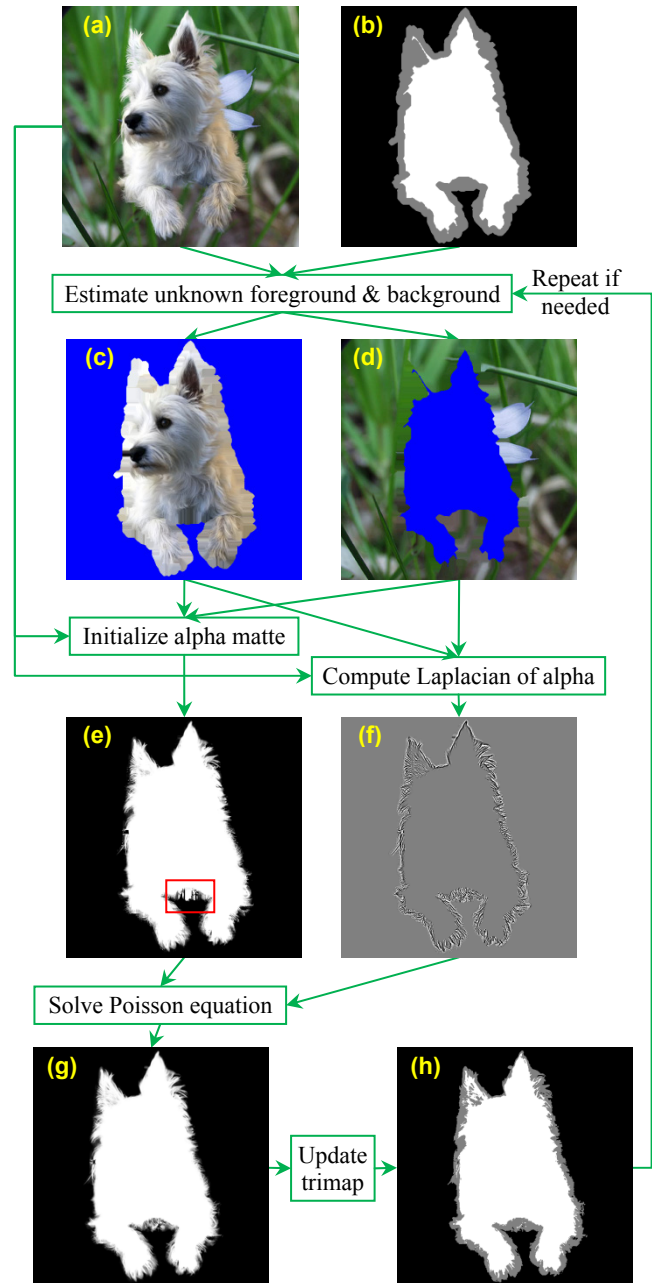 (a)
(b)
Estimate unknown foreground & background
Repeat if
needed
(c)
(d)
Initialize alpha matte
Compute Laplacian of alpha
(e)
(f)
Solve Poisson equation
(g)
(h)
Update
trimap